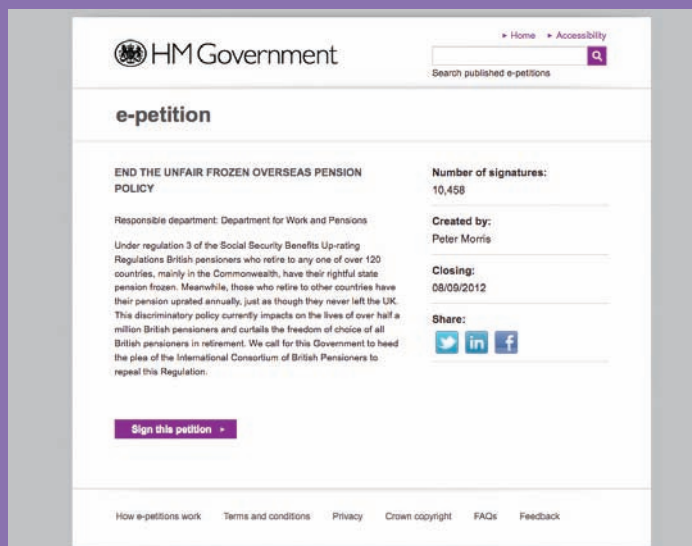 Home Accessibility
HM Government
Search published e-petitions
e-petition
END THE UNFAIR FROZEN OVERSEAS PENSION
POLICY
Responsible department: Department for Work and Pensions
Under regulation 3 of the Social Security Benefits Up-rating
Regulations British pensioners who retire to any one of over 120
countries, mainly in the Commonwealth, have their rightful state
pension frozen. Meanwhile, those who retire to other countries have
their pension uprated annually, just as though they never left the UK.
This discriminatory policy currently impacts on the lives of over half a
million British pensioners and curtails the freedom of choice of all
British pensioners in retirement. We call for this Government to heed
the plea of the International Consortium of British Pensioners to
repeal this Regulation.
Sign this petition
Number of signatures:
10,458
Created by:
Peter Morris
Closing:
08/09/2012
Share:
in
f
How e-petitions work Terms and conditions Privacy Crown copyright FAQs Feedback